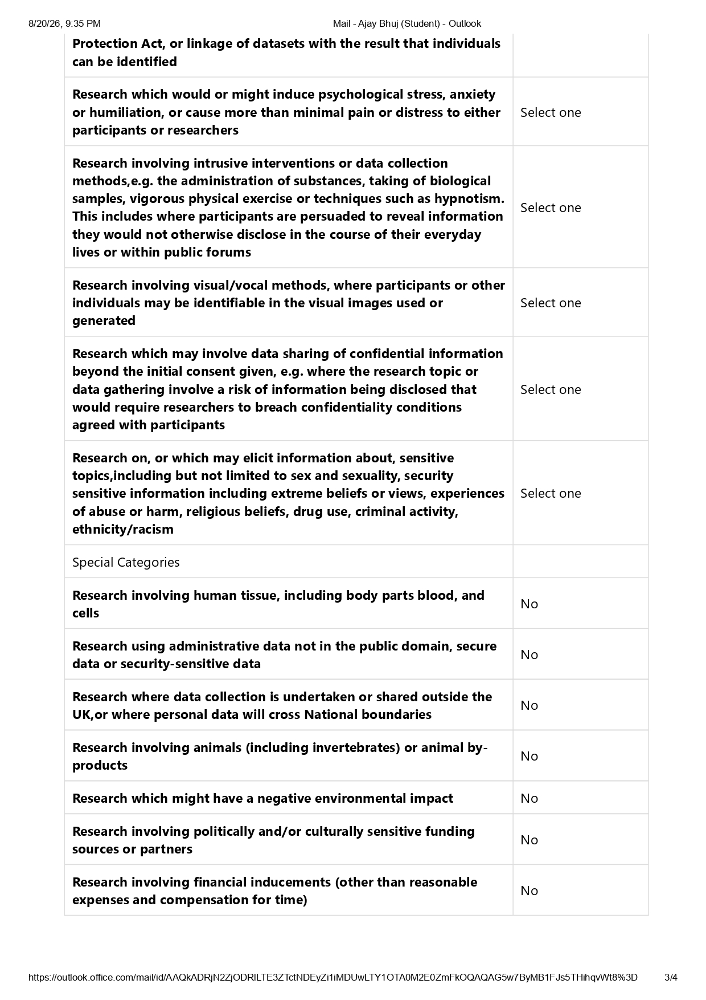 8/20/26, 9:35 PM
Mail - Ajay Bhuj (Student) - Outlook
Protection Act, or linkage of datasets with the result that individuals
can be identified
Research which would or might induce psychological stress, anxiety
or humiliation, or cause more than minimal pain or distress to either
participants or researchers
Select one
Research involving intrusive interventions or data collection
methods,e.g. the administration of substances, taking of biological
samples, vigorous physical exercise or techniques such as hypnotism.
This includes where participants are persuaded to reveal information
they would not otherwise disclose in the course of their everyday
lives or within public forums
Select one
Research involving visual/vocal methods, where participants or other
individuals may be identifiable in the visual images used or
generated
Select one
Research which may involve data sharing of confidential information
beyond the initial consent given, e.g. where the research topic or
data gathering involve a risk of information being disclosed that
would require researchers to breach confidentiality conditions
agreed with participants
Select one
Research on, or which may elicit information about, sensitive
topics,including but not limited to sex and sexuality, security
sensitive information including extreme beliefs or views, experiences
of abuse or harm, religious beliefs, drug use, criminal activity,
ethnicity/racism
Select one
Special Categories
Research involving human tissue, including body parts blood, and
cells
No
Research using administrative data not in the public domain, secure
data or security-sensitive data
No
Research where data collection is undertaken or shared outside the
UK,or where personal data will cross National boundaries
No
Research involving animals (including invertebrates) or animal by-
products
No
Research which might have a negative environmental impact
No
Research involving politically and/or culturally sensitive funding
sources or partners
No
Research involving financial inducements (other than reasonable
expenses and compensation for time)
No
https://outlook.office.com/mail/id/AAQkADRjN2ZjODRlLTE3ZTctNDEyZi1iMDUwLTY1OTA0M2E0ZmFkOQAQAG5w7ByMB1FJs5THihqvWt8%3D
3/4